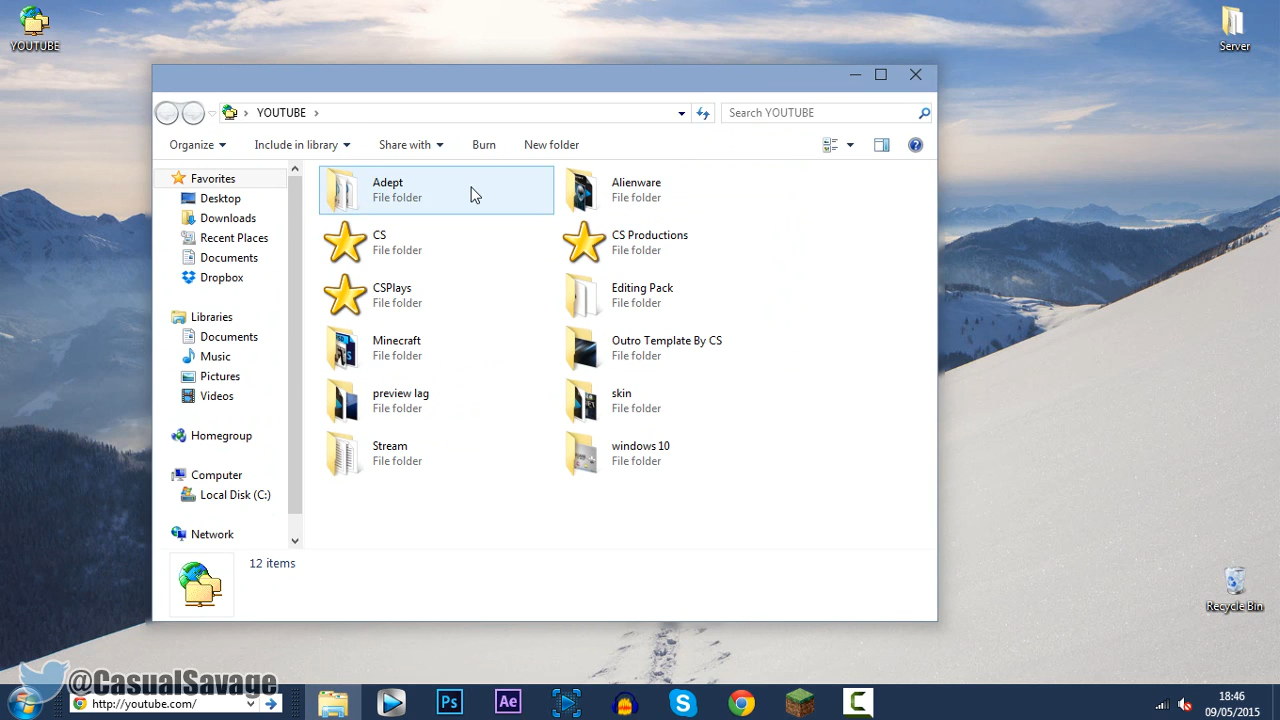 YOUTUBE
Server
YOUTUBE
Search YOUTUBE
Organize
Include in library
Share with
Burn
New folder
Favorites
Desktop
Downloads
Recent Places
Documents
Dropbox
Libraries
Documents
Music
Pictures
Videos
Homegroup
Computer
Local Disk (C:)
Network
Adept
File folder
Alienware
File folder
CS
File folder
CS Productions
File folder
CSPlays
File folder
Editing Pack
File folder
Minecraft
File folder
Outro Template By CS
File folder
preview lag
File folder
skin
File folder
Stream
File folder
windows 10
File folder
12 items
Recycle Bin
@CasualSavage
http://youtube.com/
Ps
Ae
C
18:46
09/05/2015